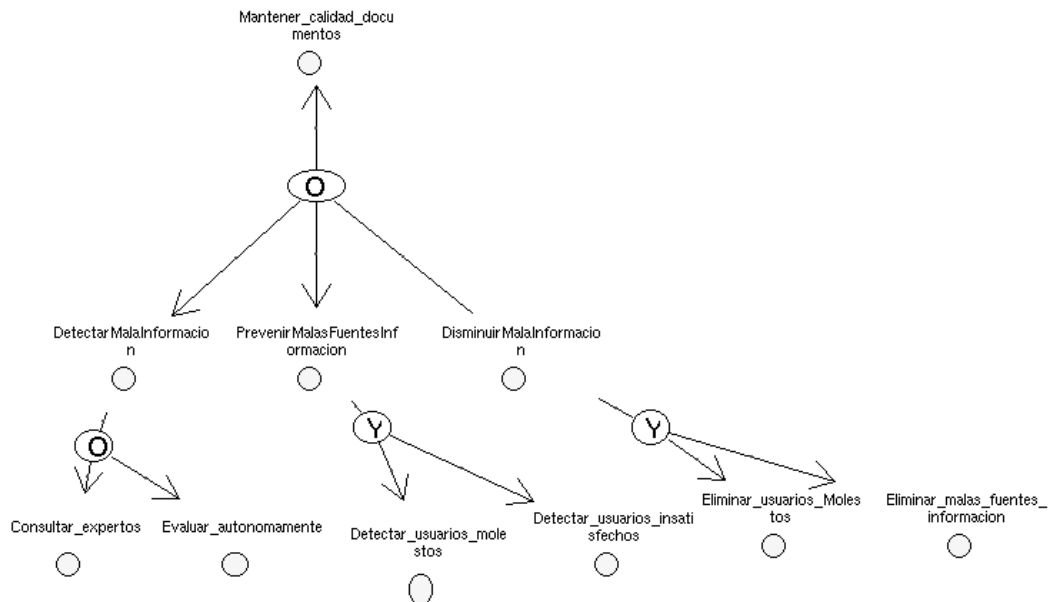 Mantener_calidad_docu
mentos
O
DetectarMalaInformacio
n
PrevenirMalasFuentesInf
ormacion
DisminuirMalaInformacio
n
O
Y
Y
Consultar_expertos
Evaluar_autonomamente
Detectar_usuarios_mole
stos
Detectar_usuarios_insati
sfechos
Eliminar_usuarios_Moles
tos
Eliminar_malas_fuentes_
informacion